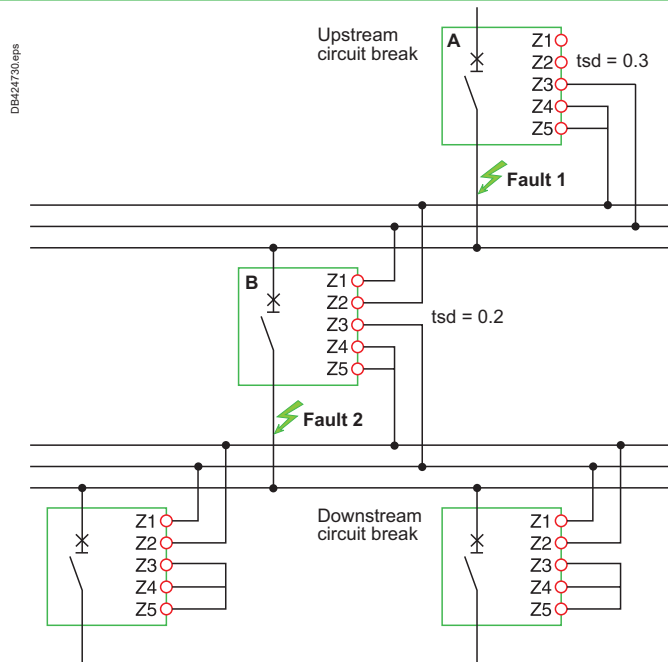 DB424730.eps
Upstream
circuit break
A
Z1
Z2
tsd = 0.3
Z3
Z4
Z5
Fault 1
B
Z1
Z2
Z3
tsd = 0.2
Z4
Z5
Fault 2
Z1
Z2
Z3
Z4
Z5
Downstream
circuit break
Z1
Z2
Z3
Z4
Z5